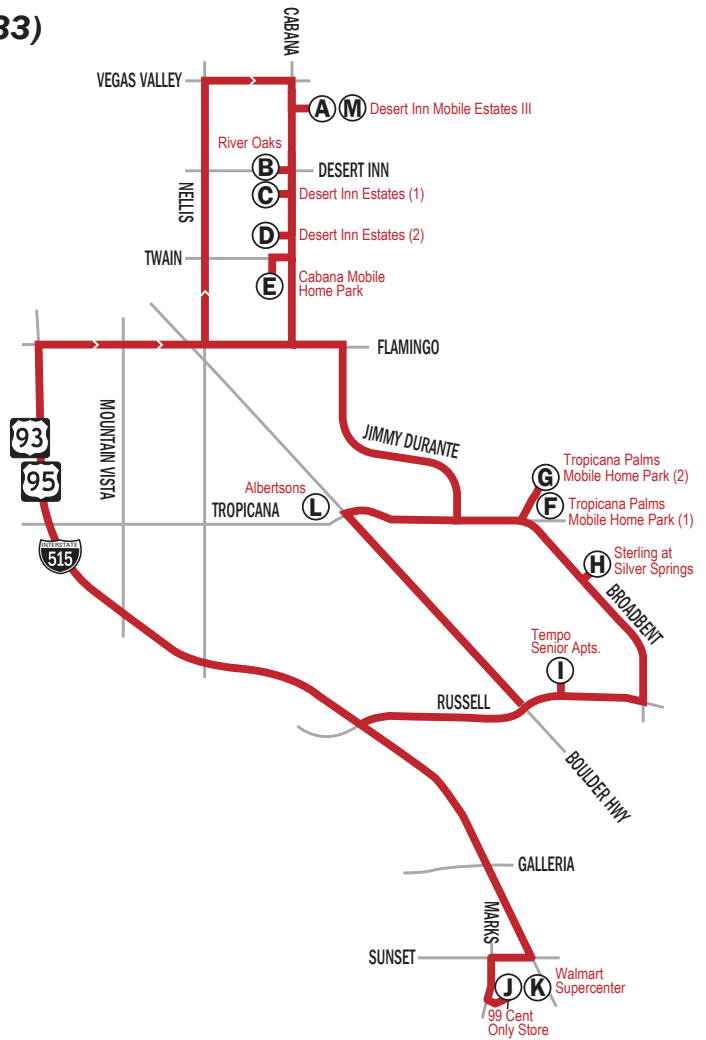 33)
CABANA
VEGAS VALLEY
A M Desert Inn Mobile Estates III
River Oaks
B DESERT INN
NELLIS
C Desert Inn Estates (1)
D Desert Inn Estates (2)
TWAIN
E Cabana Mobile
Home Park
FLAMINGO
93
95
INTERSTATE
515
MOUNTAIN VISTA
JIMMY DURANTE
Albertsons
TROPICANA L
G Tropicana Palms
Mobile Home Park (2)
F Tropicana Palms
Mobile Home Park (1)
H Sterling at
Silver Springs
BROADBENT
Tempo
Senior Apts.
I
RUSSELL
BOULDER HWY
GALLERIA
MARKS
SUNSET
J K Walmart
Supercenter
99 Cent
Only Store